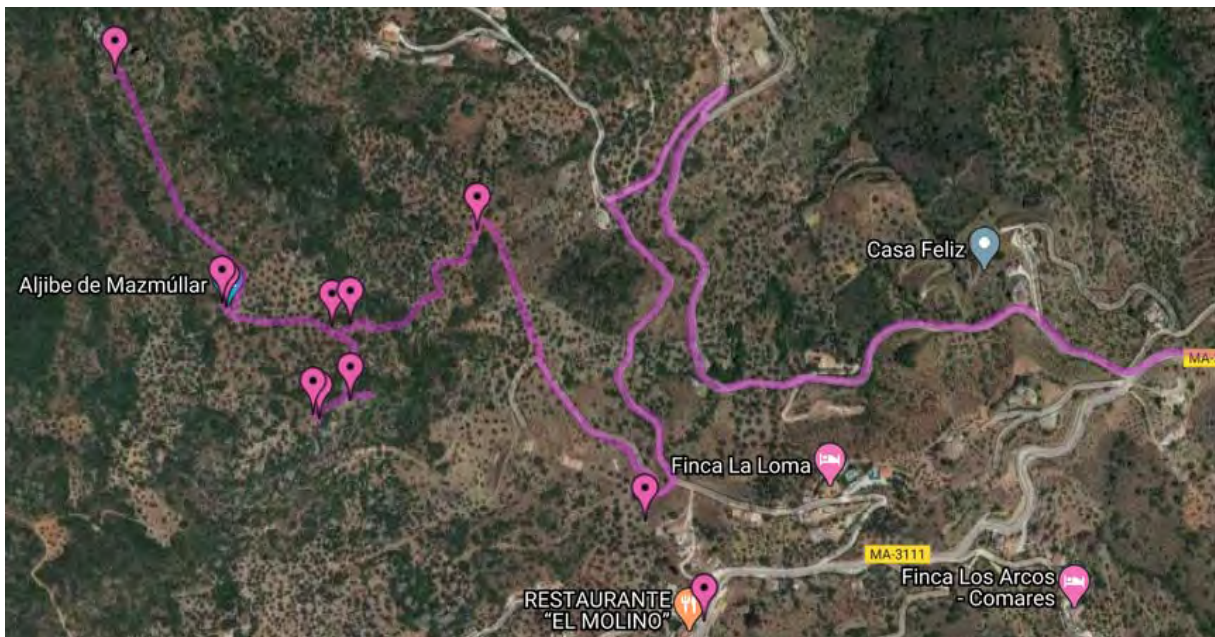 Casa Feliz
Aljibe de Mazmúllar
MA-
Finca La Loma
MA-3111
Finca Los Arcos
- Comares
RESTAURANTE
"EL MOLINO"